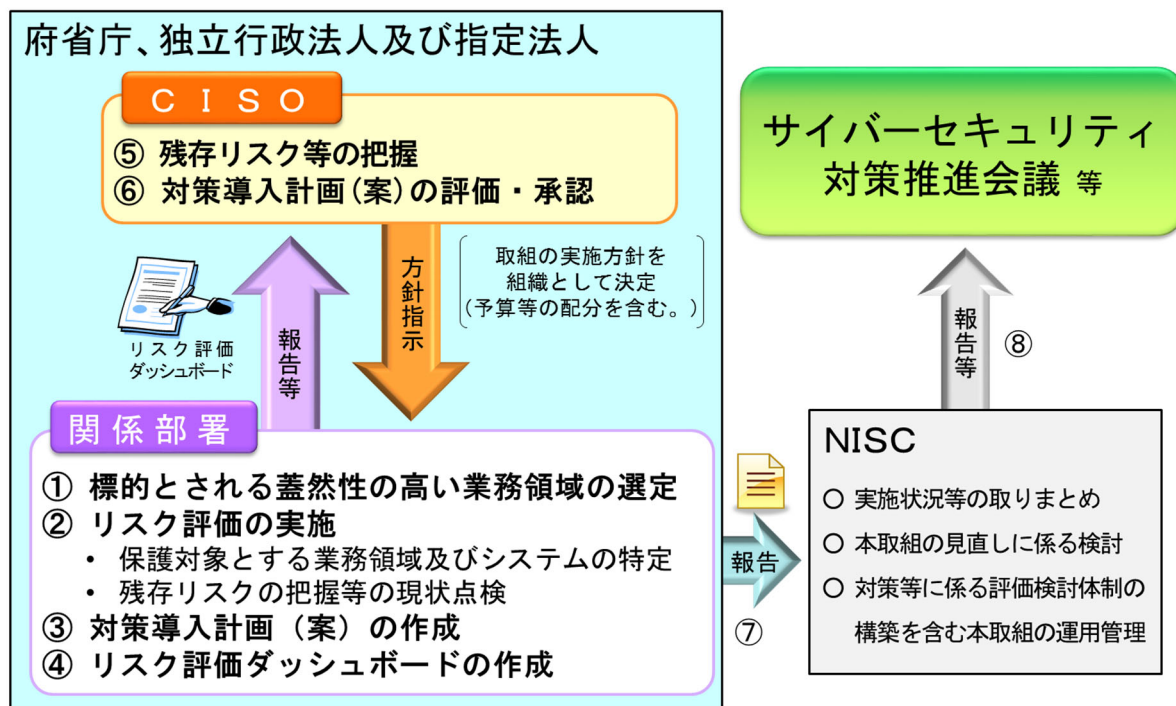 府省庁、独立行政法人及び指定法人
CISO
⑤ 残存リスク等の把握
⑥ 対策導入計画(案)の評価・承認
リスク評価
ダッシュボード
報告等
方針指示
取組の実施方針を
組織として決定
(予算等の配分を含む。)
関係部署
① 標的とされる蓋然性の高い業務領域の選定
② リスク評価の実施
・ 保護対象とする業務領域及びシステムの特定
・ 残存リスクの把握等の現状点検
③ 対策導入計画（案）の作成
④ リスク評価ダッシュボードの作成
報告
⑦
サイバーセキュリティ
対策推進会議 等
報告等
⑧
NISC
○ 実施状況等の取りまとめ
○ 本取組の見直しに係る検討
○ 対策等に係る評価検討体制の
構築を含む本取組の運用管理